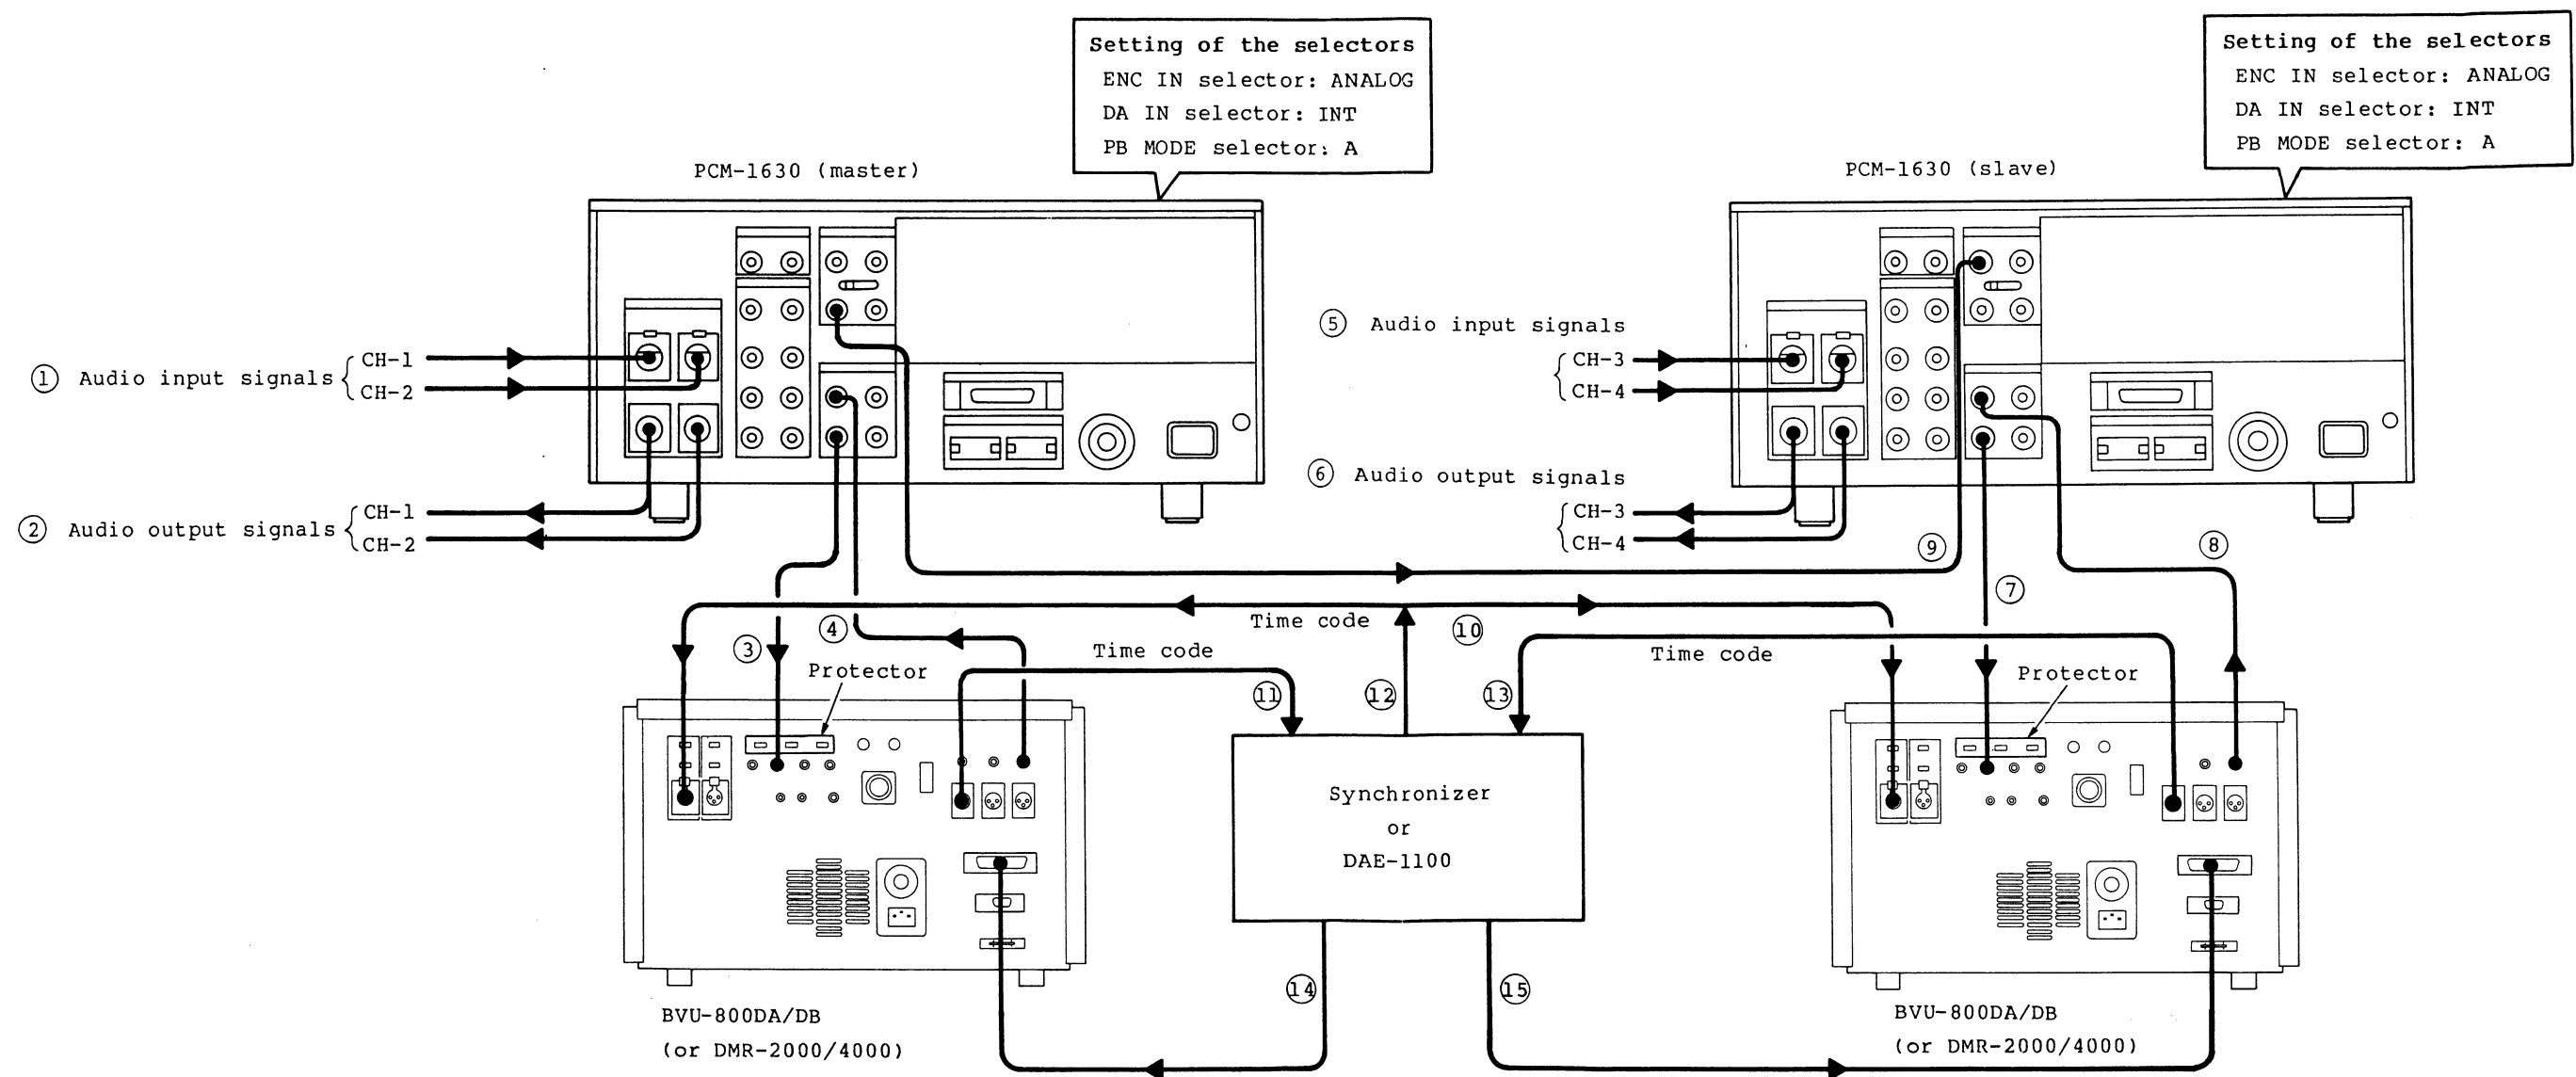 Setting of the selectors
ENC IN selector: ANALOG
DA IN selector: INT
PB MODE selector: A
Setting of the selectors
ENC IN selector: ANALOG
DA IN selector: INT
PB MODE selector: A
PCM-1630 (master)
PCM-1630 (slave)
① Audio input signals
CH-1
CH-2
② Audio output signals
CH-1
CH-2
⑤ Audio input signals
CH-3
CH-4
⑥ Audio output signals
CH-3
CH-4
⑨
⑧
⑦
Time code
⑩
③
④
Protector
Time code
Time code
Protector
⑪
⑫
⑬
Synchronizer
or
DAE-1100
⑭
⑮
BVU-800DA/DB
(or DMR-2000/4000)
BVU-800DA/DB
(or DMR-2000/4000)